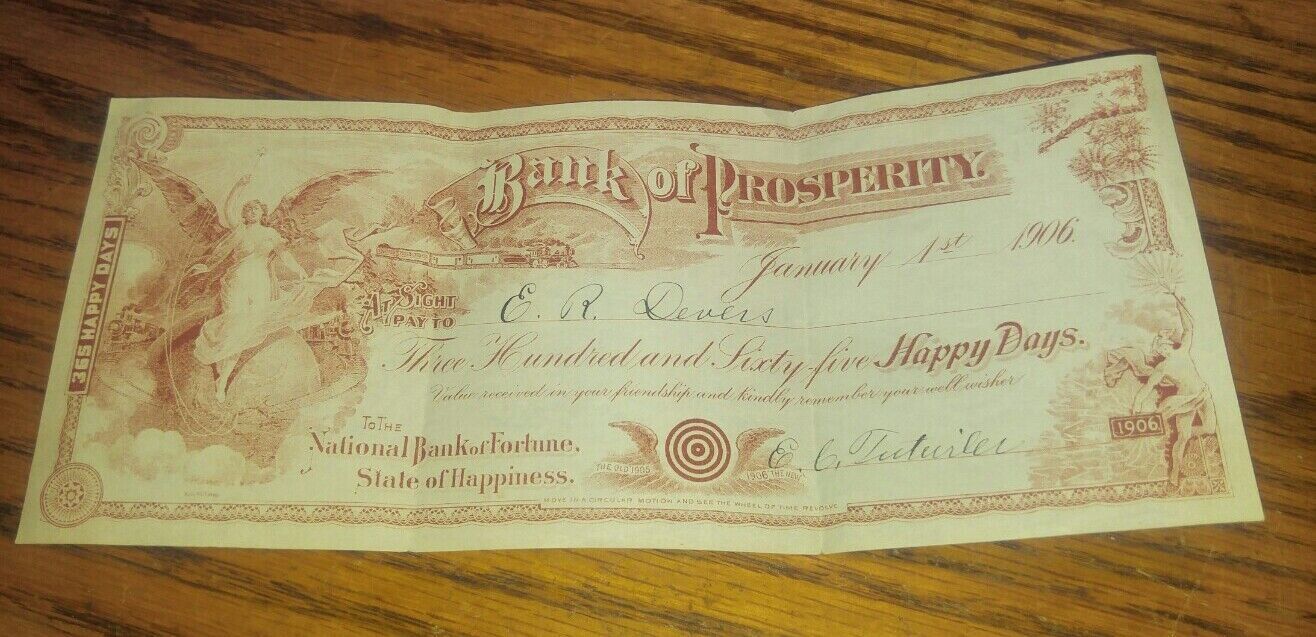 Bank of Prosperity.
January 1st 1906.
365 HAPPY DAYS
At Sight Pay to E. R. Devers
Three Hundred and Sixty-five Happy Days.
Value received in your friendship and kindly remember your well wisher
To The
National Bank of Fortune.
State of Happiness.
THE OLD 1905
1906 THE NEW
E. C.
1906
MOVE IN A CIRCULAR MOTION AND SEE THE WHEEL OF TIME REVOLVE